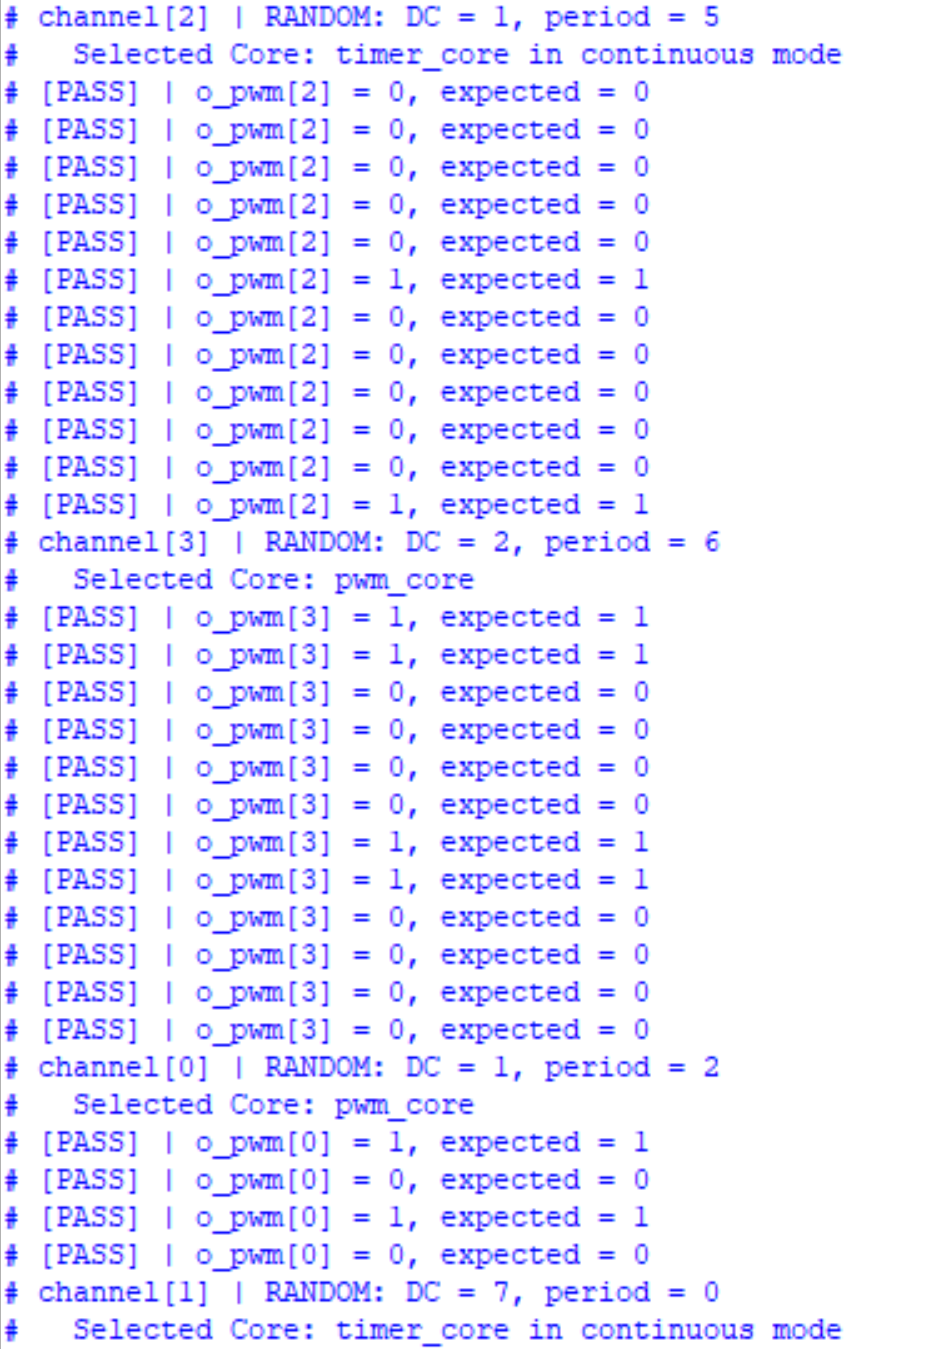 # channel[2] | RANDOM: DC = 1, period = 5
#   Selected Core: timer_core in continuous mode
# [PASS] | o_pwm[2] = 0, expected = 0
# [PASS] | o_pwm[2] = 0, expected = 0
# [PASS] | o_pwm[2] = 0, expected = 0
# [PASS] | o_pwm[2] = 0, expected = 0
# [PASS] | o_pwm[2] = 0, expected = 0
# [PASS] | o_pwm[2] = 1, expected = 1
# [PASS] | o_pwm[2] = 0, expected = 0
# [PASS] | o_pwm[2] = 0, expected = 0
# [PASS] | o_pwm[2] = 0, expected = 0
# [PASS] | o_pwm[2] = 0, expected = 0
# [PASS] | o_pwm[2] = 0, expected = 0
# [PASS] | o_pwm[2] = 1, expected = 1
# channel[3] | RANDOM: DC = 2, period = 6
#   Selected Core: pwm_core
# [PASS] | o_pwm[3] = 1, expected = 1
# [PASS] | o_pwm[3] = 1, expected = 1
# [PASS] | o_pwm[3] = 0, expected = 0
# [PASS] | o_pwm[3] = 0, expected = 0
# [PASS] | o_pwm[3] = 0, expected = 0
# [PASS] | o_pwm[3] = 0, expected = 0
# [PASS] | o_pwm[3] = 1, expected = 1
# [PASS] | o_pwm[3] = 1, expected = 1
# [PASS] | o_pwm[3] = 0, expected = 0
# [PASS] | o_pwm[3] = 0, expected = 0
# [PASS] | o_pwm[3] = 0, expected = 0
# [PASS] | o_pwm[3] = 0, expected = 0
# channel[0] | RANDOM: DC = 1, period = 2
#   Selected Core: pwm_core
# [PASS] | o_pwm[0] = 1, expected = 1
# [PASS] | o_pwm[0] = 0, expected = 0
# [PASS] | o_pwm[0] = 1, expected = 1
# [PASS] | o_pwm[0] = 0, expected = 0
# channel[1] | RANDOM: DC = 7, period = 0
#   Selected Core: timer_core in continuous mode